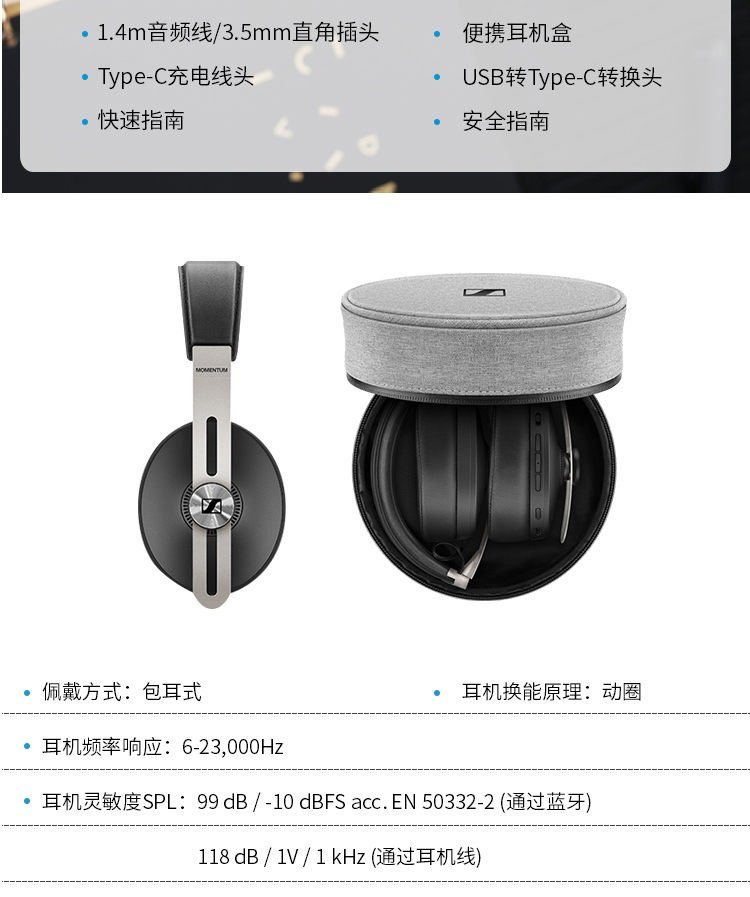 1.4m音频线/3.5mm直角插头
便携耳机盒
Type-C充电线头
USB转Type-C转换头
快速指南
安全指南
MOMENTUM
佩戴方式：包耳式
耳机换能原理：动圈
耳机频率响应：6-23,000Hz
耳机灵敏度SPL：99 dB / -10 dBFS acc. EN 50332-2 (通过蓝牙)
118 dB / 1V / 1 kHz (通过耳机线)